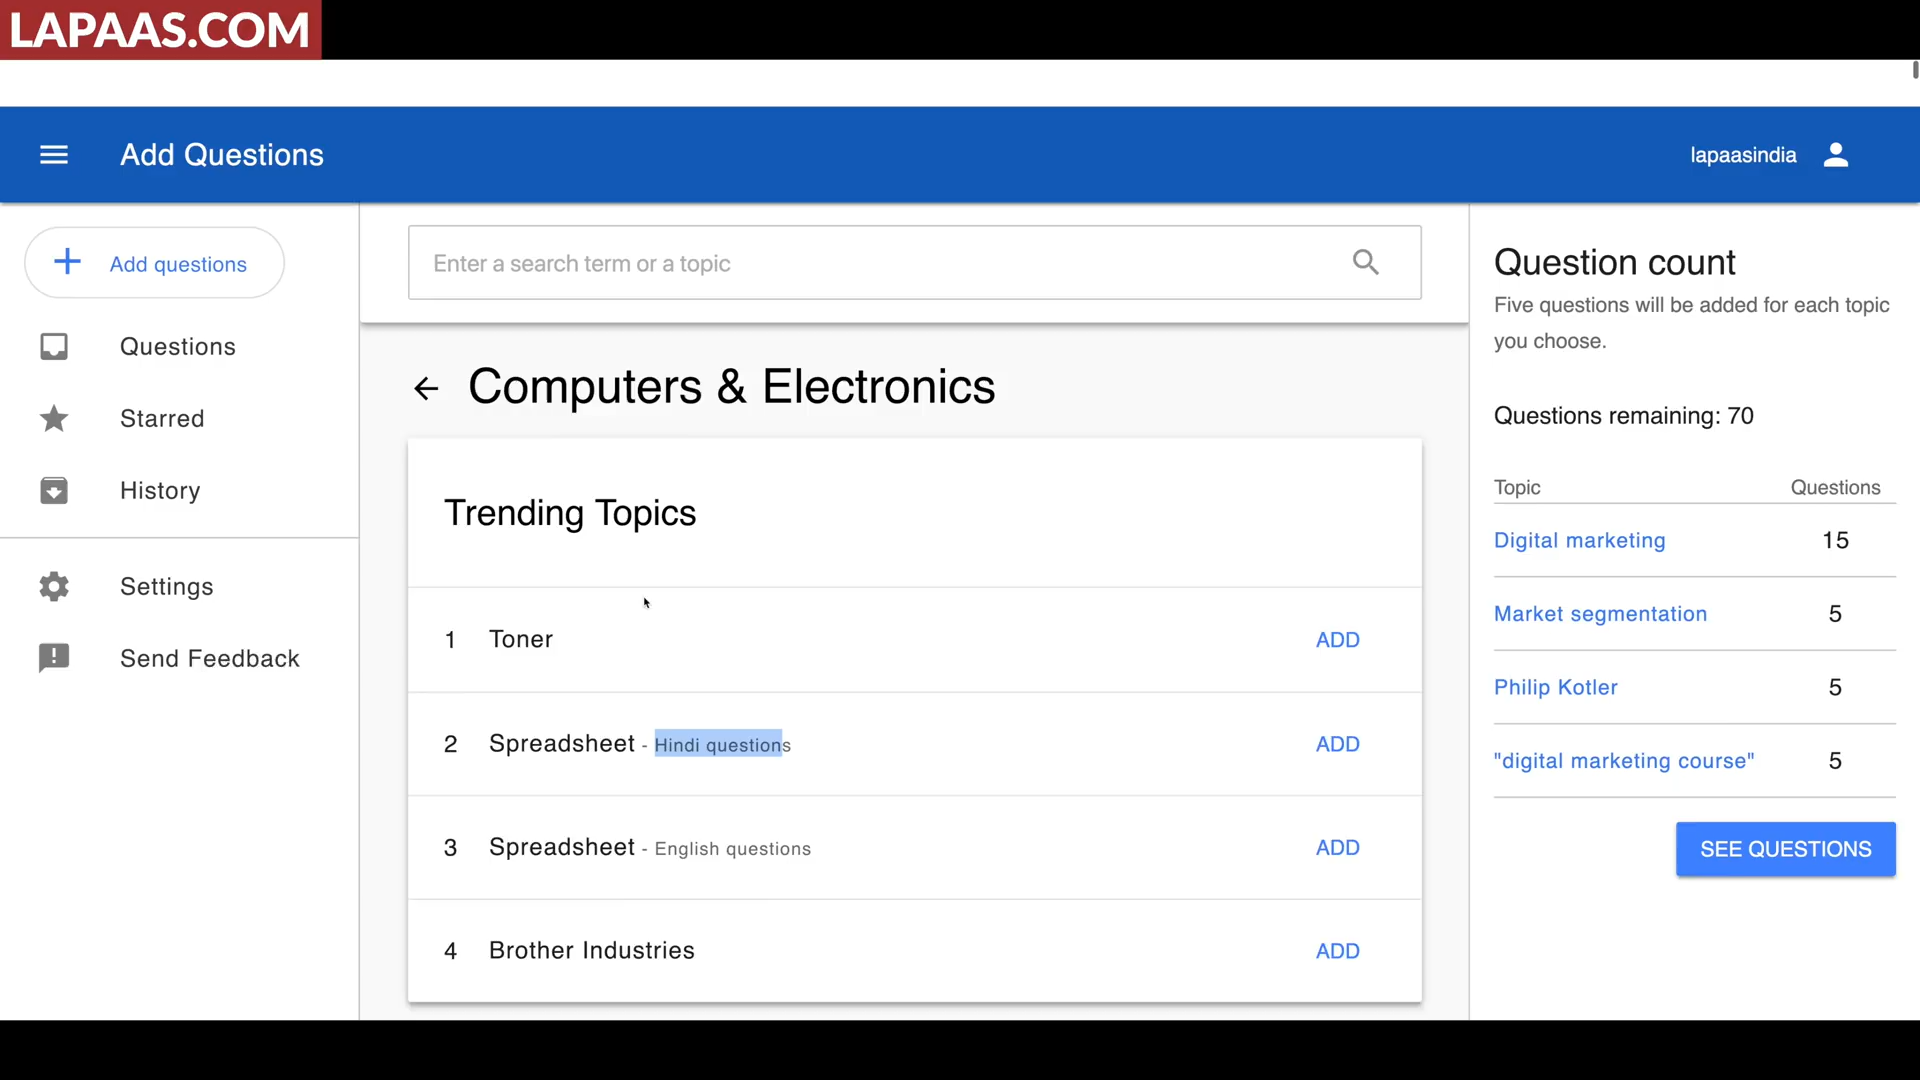 LAPAAS.COM
Add Questions
lapaasindia
Add questions
Questions
Starred
History
Settings
Send Feedback
Enter a search term or a topic
Computers & Electronics
Trending Topics
1 Toner ADD
2 Spreadsheet - Hindi questions ADD
3 Spreadsheet - English questions ADD
4 Brother Industries ADD
Question count
Five questions will be added for each topic
you choose.
Questions remaining: 70
Topic Questions
Digital marketing 15
Market segmentation 5
Philip Kotler 5
"digital marketing course" 5
SEE QUESTIONS